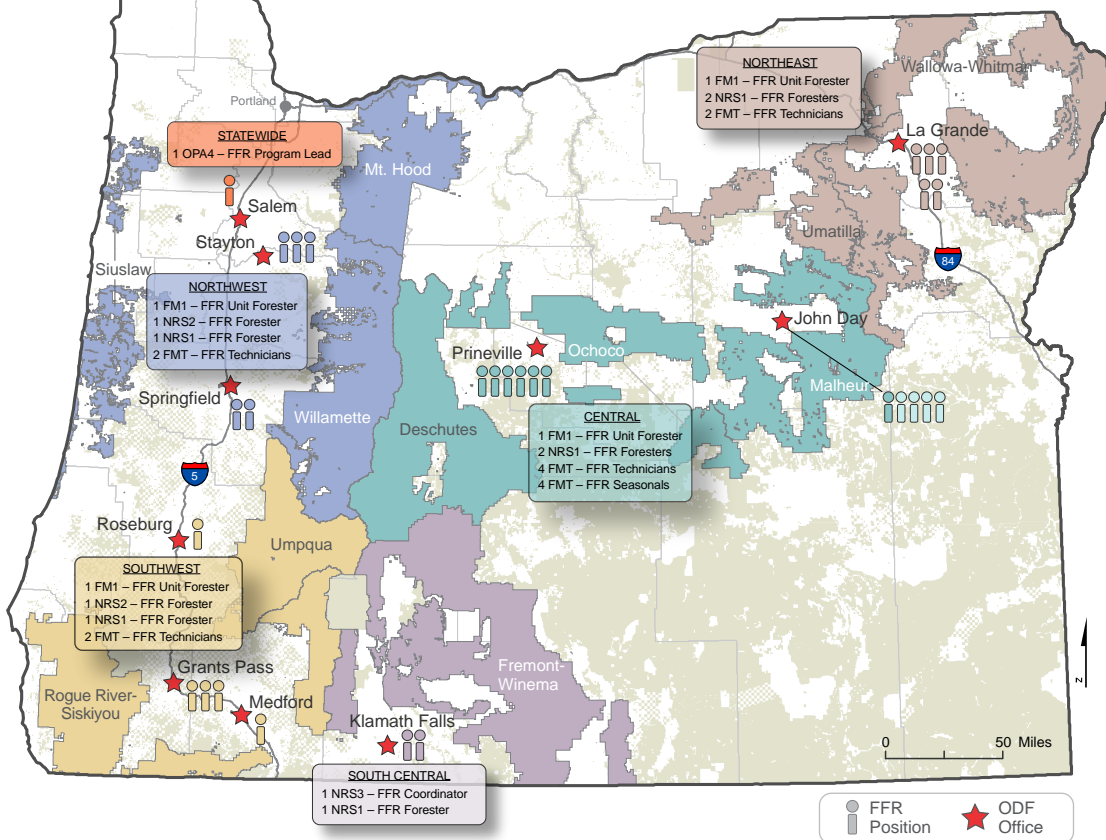 NORTHEAST
1 FM1 – FFR Unit Forester
2 NRS1 – FFR Foresters
2 FMT – FFR Technicians
Wallowa-Whitman
Portland
STATEWIDE
1 OPA4 – FFR Program Lead
La Grande
Mt. Hood
Salem
Stayton
Umatilla
84
Siuslaw
NORTHWEST
1 FM1 – FFR Unit Forester
1 NRS2 – FFR Forester
1 NRS1 – FFR Forester
2 FMT – FFR Technicians
John Day
Prineville
Ochoco
Malheur
Springfield
Willamette
Deschutes
CENTRAL
1 FM1 – FFR Unit Forester
2 NRS1 – FFR Foresters
4 FMT – FFR Technicians
4 FMT – FFR Seasonals
5
Roseburg
Umpqua
SOUTHWEST
1 FM1 – FFR Unit Forester
1 NRS2 – FFR Forester
1 NRS1 – FFR Forester
2 FMT – FFR Technicians
Grants Pass
Fremont-
Winema
Rogue River-
Siskiyou
Medford
Klamath Falls
SOUTH CENTRAL
1 NRS3 – FFR Coordinator
1 NRS1 – FFR Forester
N
0 50 Miles
FFR
Position
ODF
Office